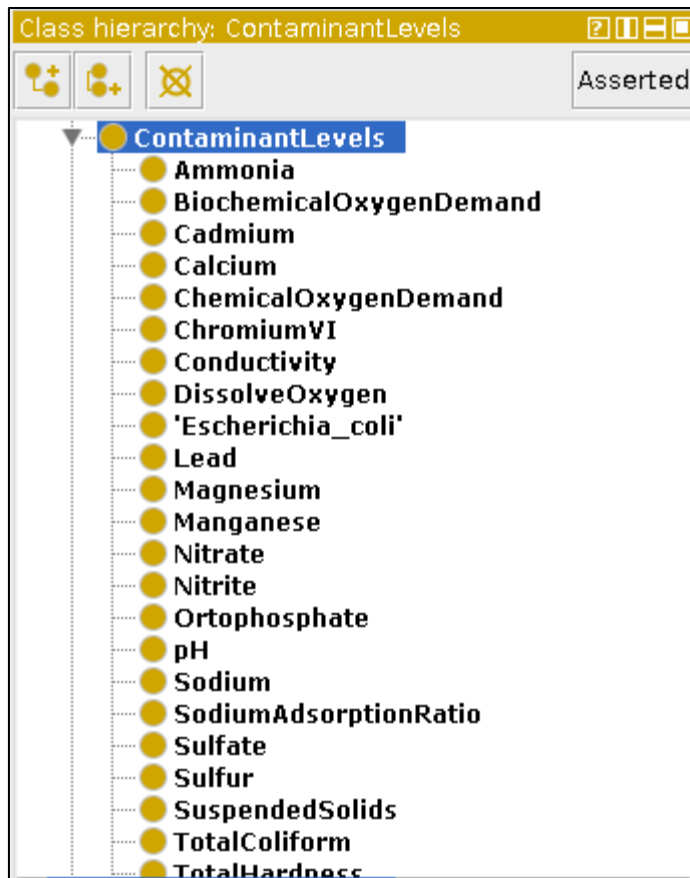 Class hierarchy: ContaminantLevels
Asserted
ContaminantLevels
Ammonia
BiochemicalOxygenDemand
Cadmium
Calcium
ChemicalOxygenDemand
ChromiumVI
Conductivity
DissolveOxygen
'Escherichia_coli'
Lead
Magnesium
Manganese
Nitrate
Nitrite
Ortophosphate
pH
Sodium
SodiumAdsorptionRatio
Sulfate
Sulfur
SuspendedSolids
TotalColiform
TotalHardness